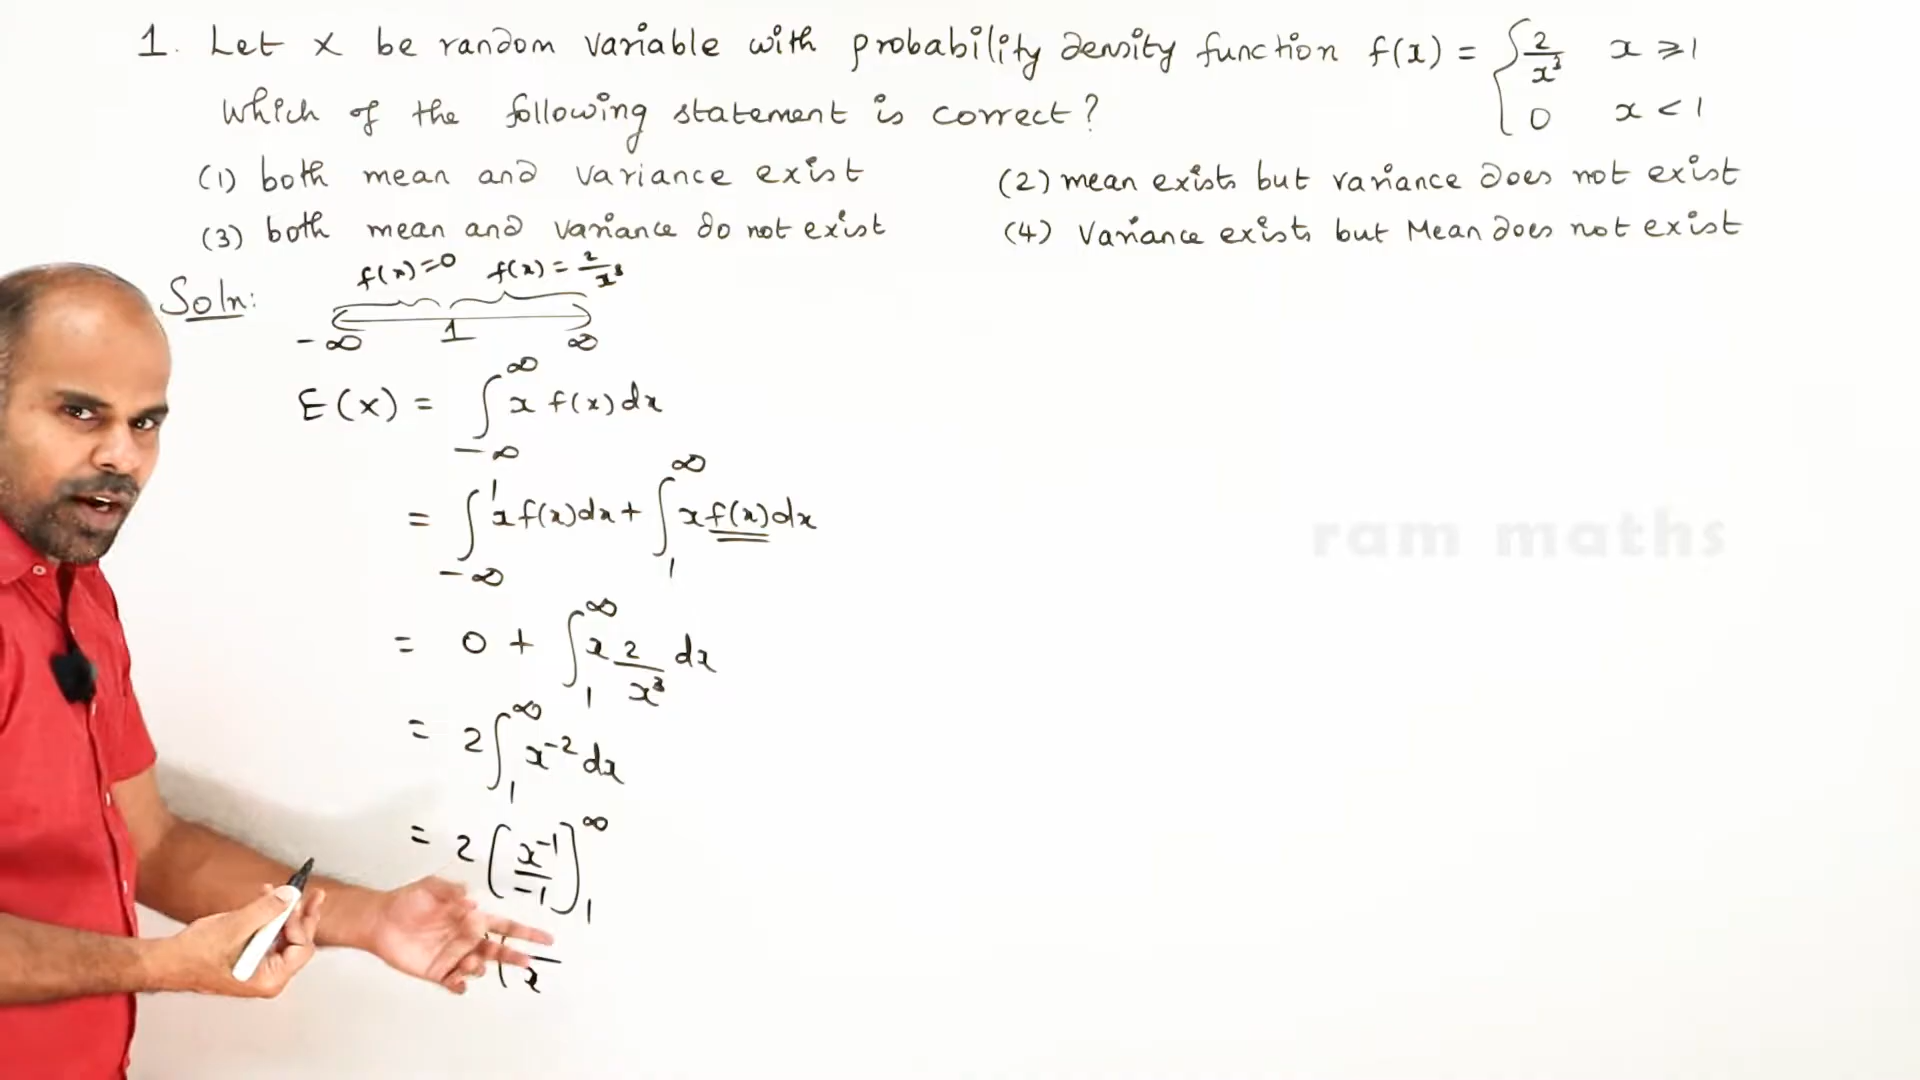 1. Let x be random variable with probability density function f(x) = { 2/x³ x ≥ 1
0 x < 1
Which of the following statement is correct?
(1) both mean and variance exist (2) mean exists but variance does not exist
(3) both mean and variance do not exist (4) Variance exists but Mean does not exist
Soln: f(x)=0 f(x) = 2/x³
-∞ 1 ∞
E(x) = ∫_{-∞}^{∞} x f(x) dx
= ∫_{-∞}^{1} x f(x) dx + ∫_{1}^{∞} x f(x) dx
ram maths
= 0 + ∫_{1}^{∞} x 2/x³ dx
= 2 ∫_{1}^{∞} x⁻² dx
= 2 (x⁻¹/-1)_{1}^{∞}